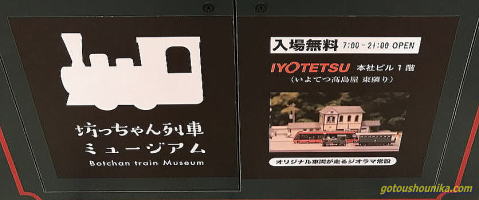 坊っちゃん列車
ミュージアム
Botchan train Museum
入場無料 7:00-21:00 OPEN
IYOTETSU 本社ビル1階
(いよてつ高島屋 東隣り)
オリジナル車両が走るジオラマ常設
gotoushounika.com